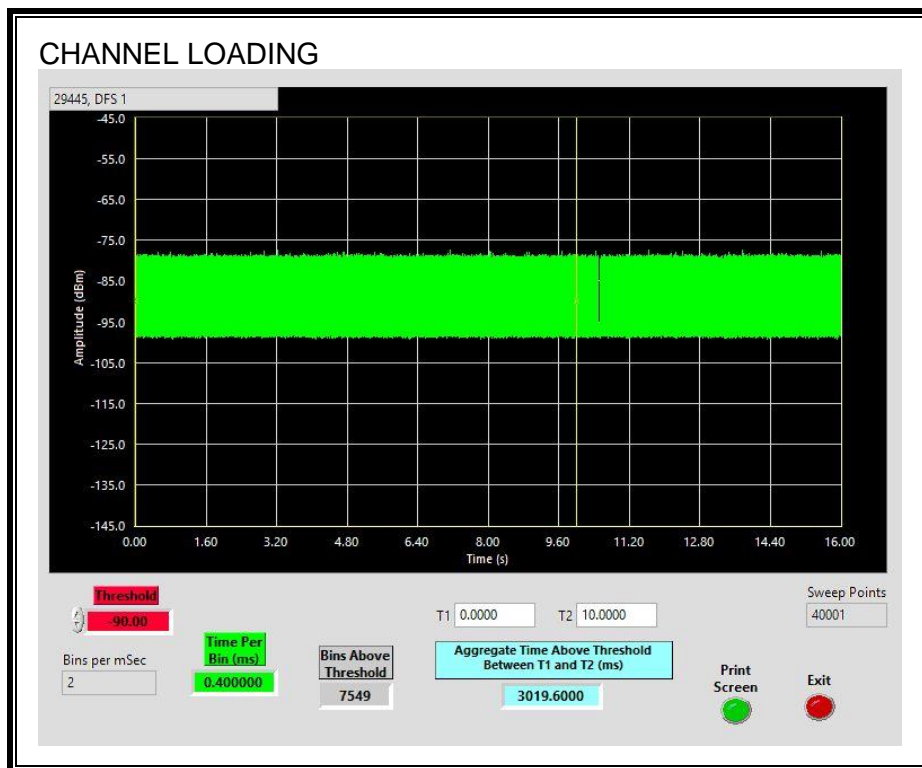 CHANNEL LOADING
29445, DFS 1
-45.0
-55.0
-65.0
-75.0
-85.0
-95.0
-105.0
-115.0
-125.0
-135.0
-145.0
Amplitude (dBm)
0.00 1.60 3.20 4.80 6.40 8.00 9.60 11.20 12.80 14.40 16.00
Time (s)
Threshold
-90.00
Bins per mSec
2
Time Per
Bin (ms)
0.400000
Bins Above
Threshold
7549
T1 0.0000 T2 10.0000
Aggregate Time Above Threshold
Between T1 and T2 (ms)
3019.6000
Sweep Points
40001
Print
Screen
Exit